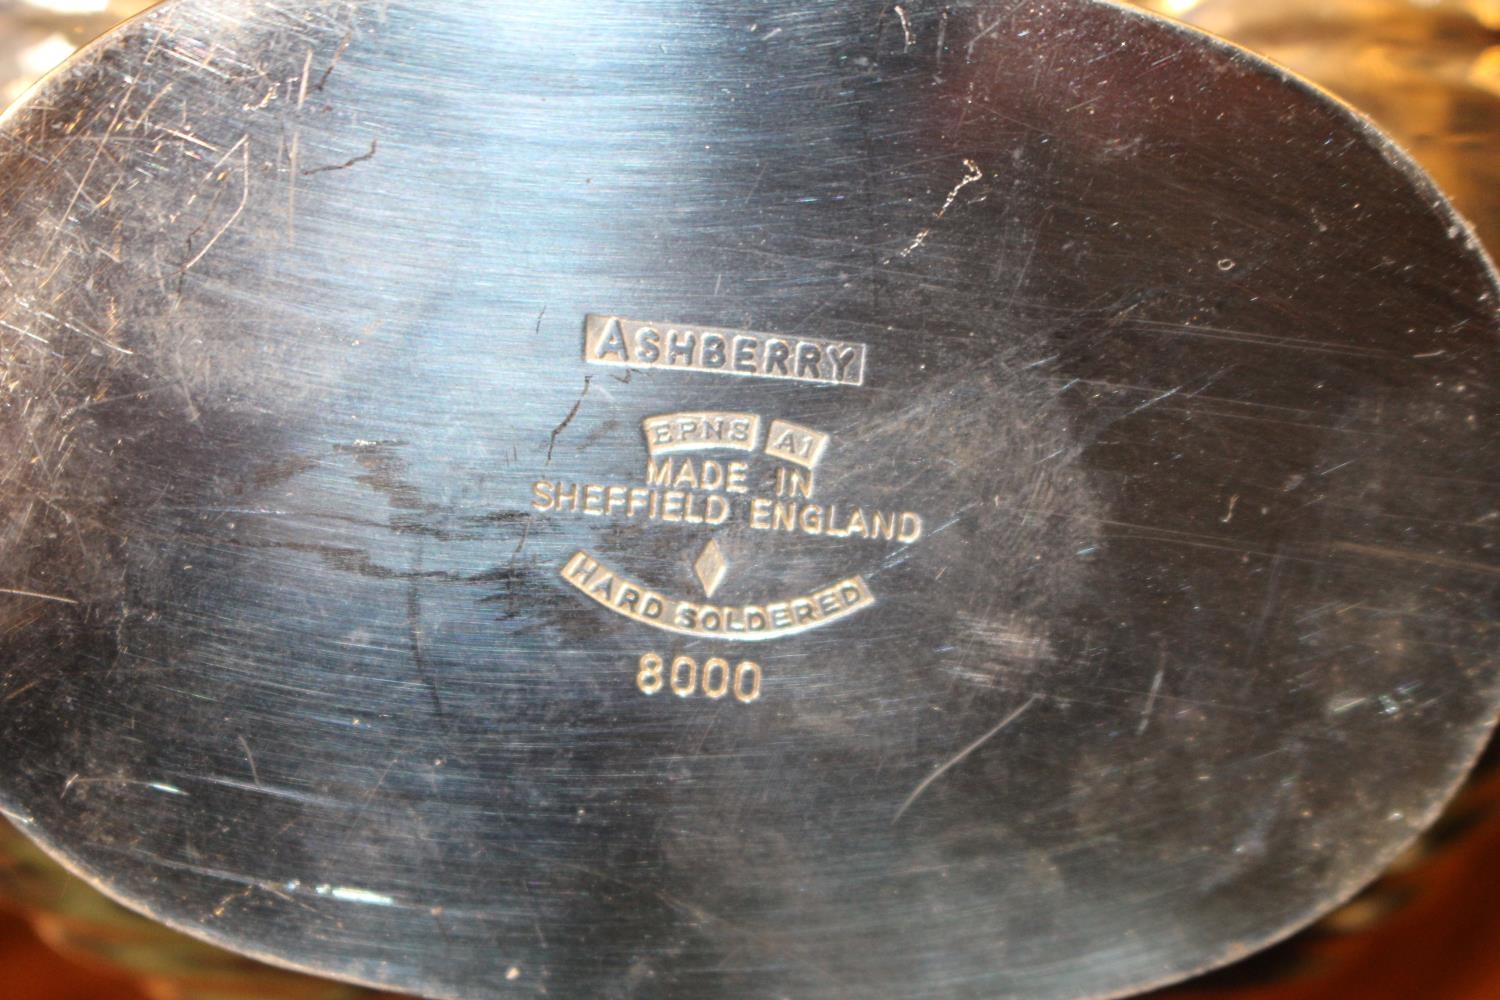 ASHBERRY
EPNS A1
MADE IN
SHEFFIELD ENGLAND
HARD SOLDERED
8000